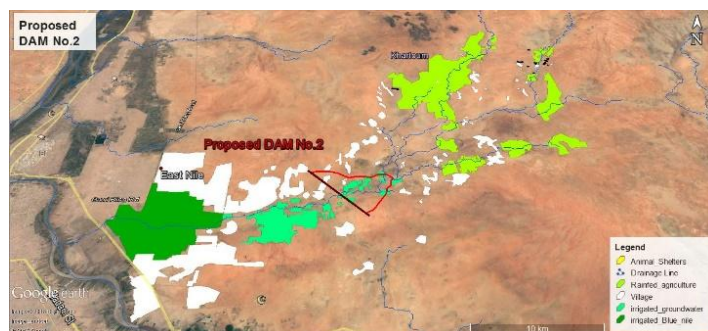 Proposed
DAM No.2
N
Khartoum
Proposed DAM No.2
East Nile
Google earth
10 km
Legend
Animal Shelters
Drainage Line
Rainfed_agriculture
Village
irrigated_groundwater
irrigated_Blue_nile